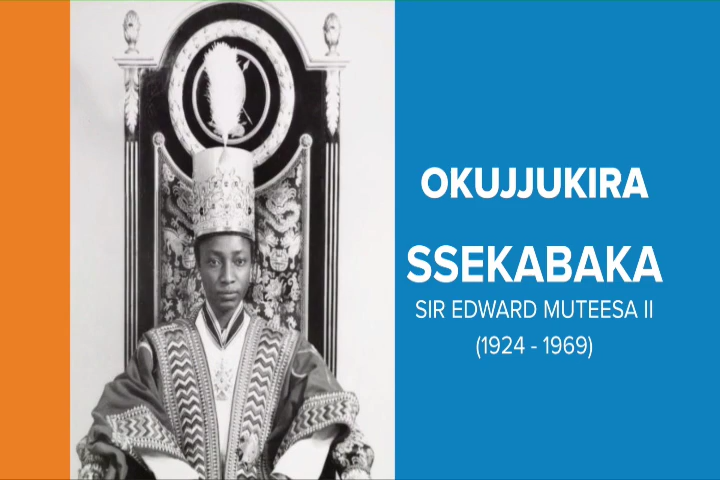 OKUJJUKIRA
SSEKABAKA
SIR EDWARD MUTEESA II
(1924 - 1969)